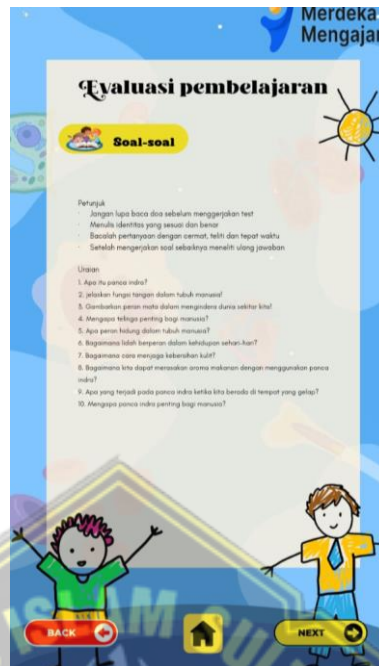 Merdeka
Mengajar
Evaluasi pembelajaran
Soal-soal
Petunjuk
- Jangan lupa baca doa sebelum menggerjakan test
- Menulis identitas yang sesuai dan benar
- Bacalah pertanyaan dengan cermat, teliti dan tepat waktu
- Setelah mengerjakan soal sebaiknya meneliti ulang jawaban
Uraian
1. Apa itu panca indra?
2. jelaskan fungsi tangan dalam tubuh manusia!
3. Gambarkan peran mata dalam mengindera dunia sekitar kita!
4. Mengapa telinga penting bagi manusia?
5. Apa peran hidung dalam tubuh manusia?
6. Bagaimana lidah berperan dalam kehidupan sehari-hari?
7. Bagaimana cara menjaga kebersihan kulit?
8. Bagaimana kita dapat merasakan aroma makanan dengan menggunakan panca
indra?
9. Apa yang terjadi pada panca indra ketika kita berada di tempat yang gelap?
10. Mengapa panca indra penting bagi manusia?
ISLAM SU
BACK
NEXT